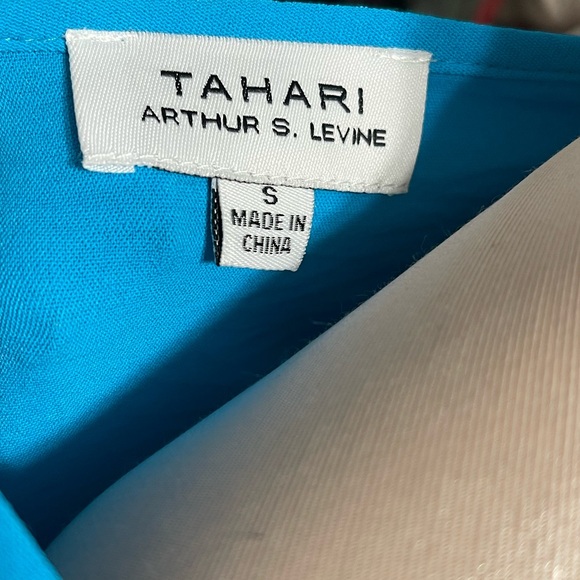 TAHARI
ARTHUR S. LEVINE
S
MADE IN
CHINA